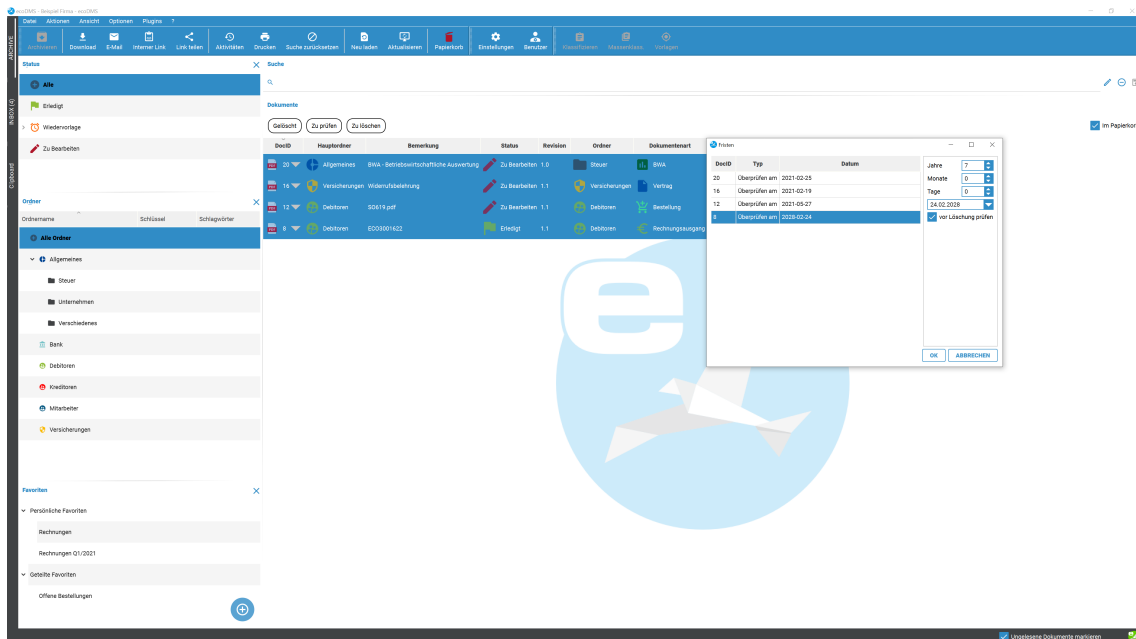 ecoDMS - Beispiel Firma - ecoDMS
Datei Aktionen Ansicht Optionen Plugins ?
Archivieren Download E-Mail Interner Link Link teilen Aktivitäten Drucken Suche zurücksetzen Neu laden Aktualisieren Papierkorb Einstellungen Benutzer Klassifizieren Massenklass. Vorlagen
ARCHIVE
INBOX (4)
Clipboard
Status
Alle
Erledigt
Wiedervorlage
Zu Bearbeiten
Ordner
Ordnername Schlüssel Schlagwörter
Alle Ordner
Allgemeines
Steuer
Unternehmen
Verschiedenes
Bank
Debitoren
Kreditoren
Mitarbeiter
Versicherungen
Favoriten
Persönliche Favoriten
Rechnungen
Rechnungen Q1/2021
Geteilte Favoriten
Offene Bestellungen
Suche
Dokumente
Gelöscht Zu prüfen Zu löschen
Im Papierkor
DocID Hauptordner Bemerkung Status Revision Ordner Dokumentenart
20 Allgemeines BWA - Betriebswirtschaftliche Auswertung Zu Bearbeiten 1.0 Steuer BWA
16 Versicherungen Widerrufsbelehrung Zu Bearbeiten 1.1 Versicherungen Vertrag
12 Debitoren SO619.pdf Zu Bearbeiten 1.1 Debitoren Bestellung
8 Debitoren ECO3001622 Erledigt 1.1 Debitoren Rechnungsausgang
Fristen
DocID Typ Datum
20 Überprüfen am 2021-02-25
16 Überprüfen am 2021-02-19
12 Überprüfen am 2021-05-27
8 Überprüfen am 2028-02-24
Jahre 7
Monate 0
Tage 0
24.02.2028
vor Löschung prüfen
OK ABBRECHEN
e
Ungelesene Dokumente markieren